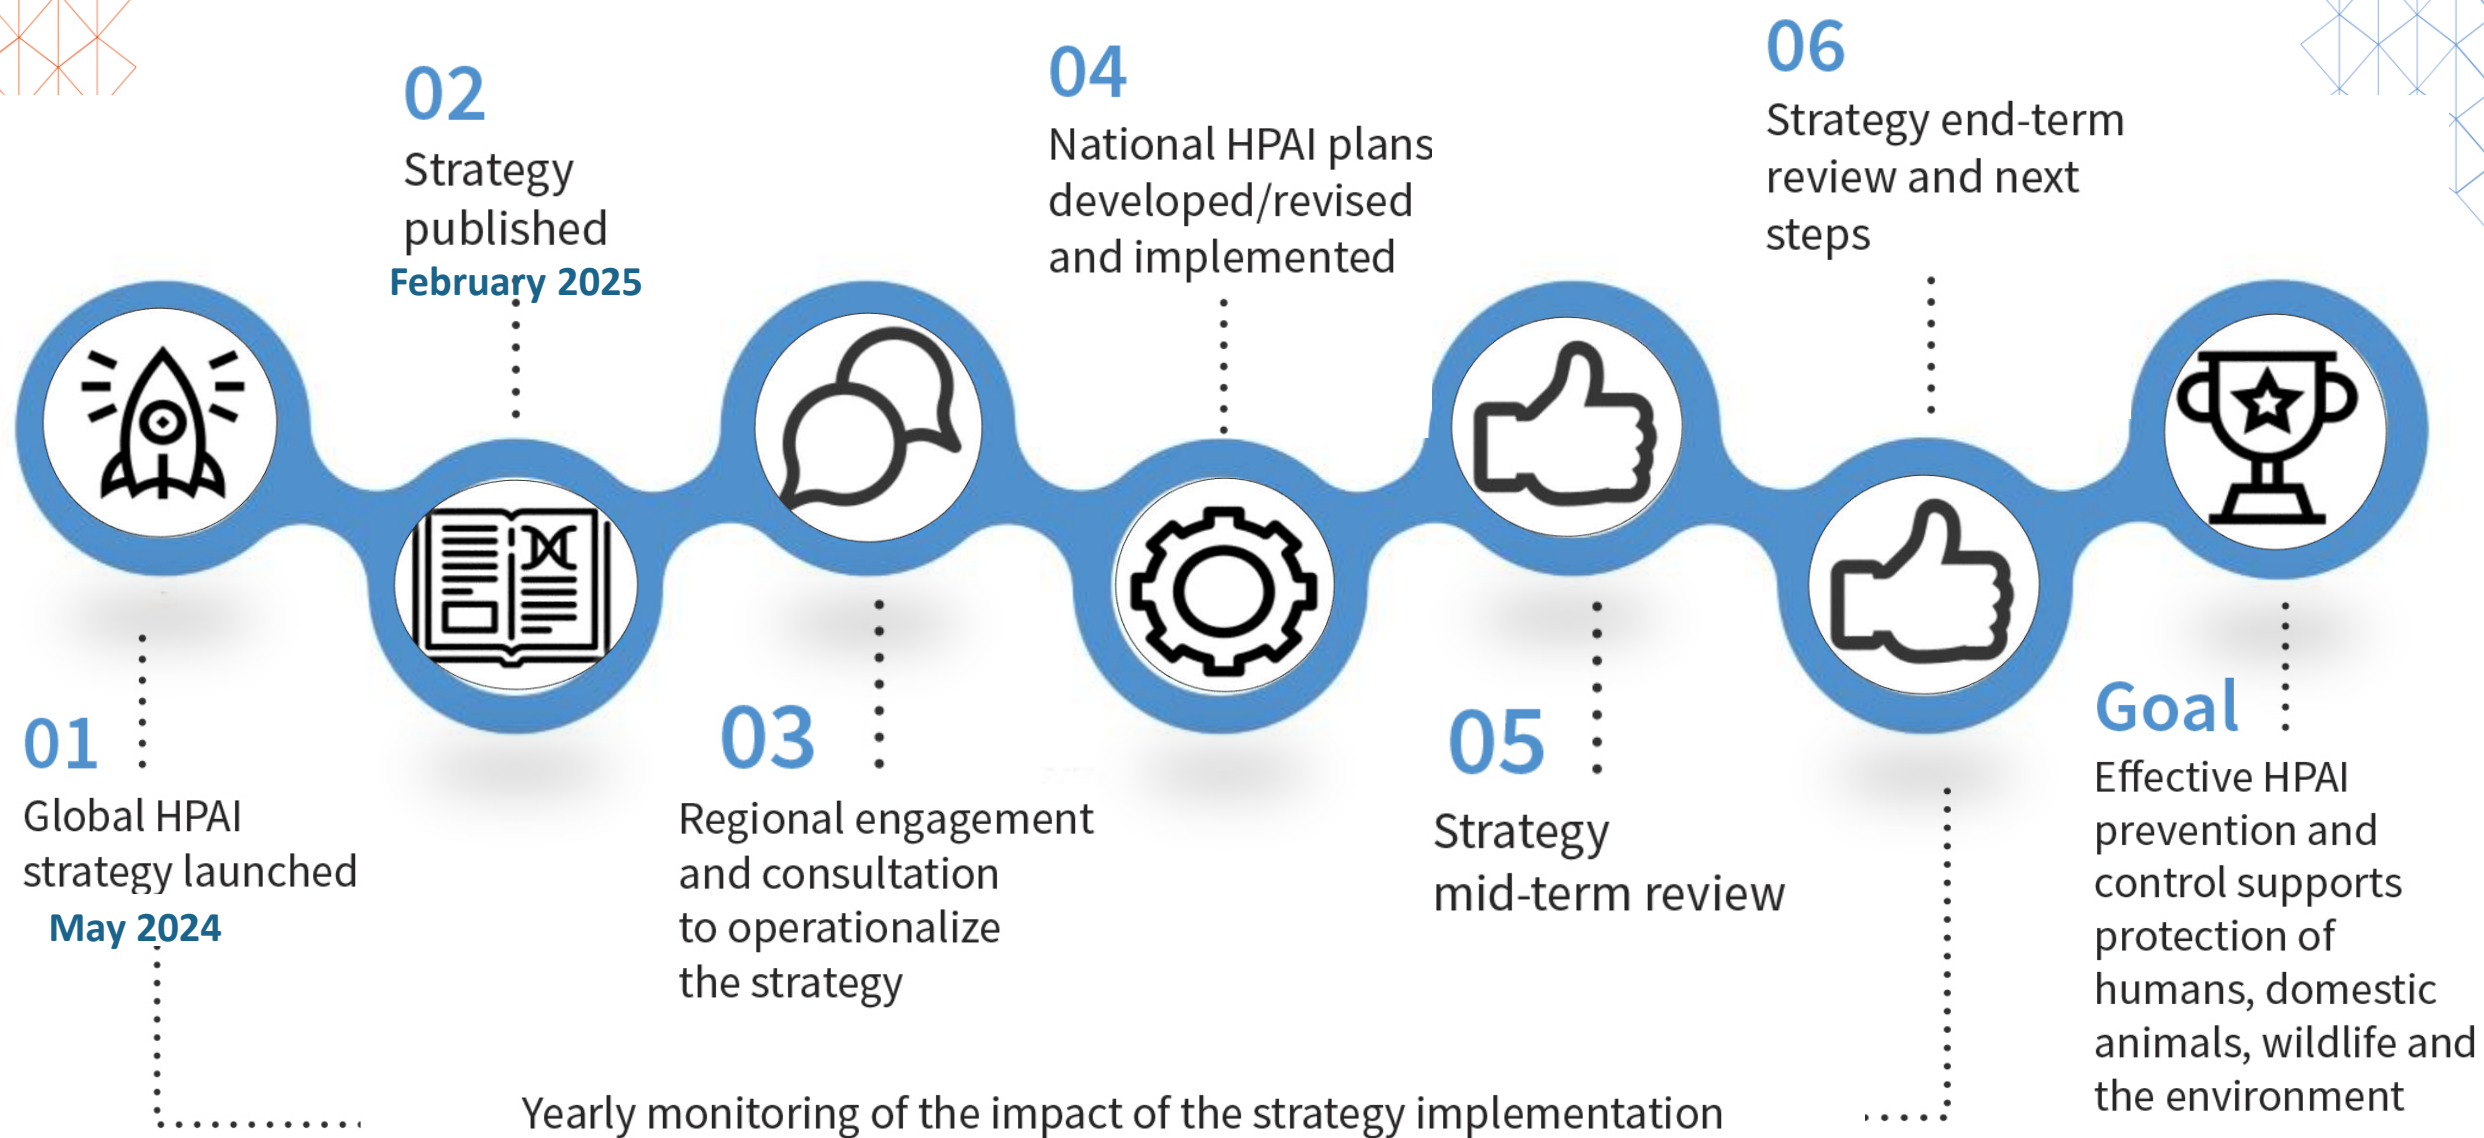 01
Global HPAI
strategy launched
May 2024
02
Strategy
published
February 2025
03
Regional engagement
and consultation
to operationalize
the strategy
04
National HPAI plans
developed/revised
and implemented
05
Strategy
mid-term review
06
Strategy end-term
review and next
steps
Goal
Effective HPAI
prevention and
control supports
protection of
humans, domestic
animals, wildlife and
the environment
Yearly monitoring of the impact of the strategy implementation